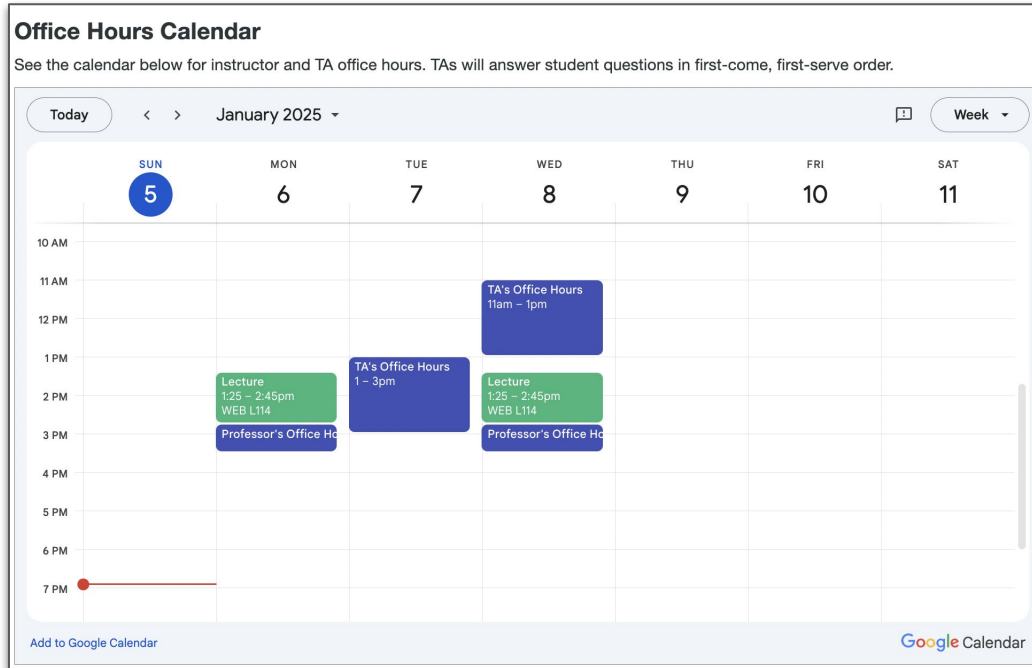 Office Hours Calendar
See the calendar below for instructor and TA office hours. TAs will answer student questions in first-come, first-serve order.
Today < > January 2025 Week
SUN MON TUE WED THU FRI SAT
5 6 7 8 9 10 11
10 AM
11 AM
TA's Office Hours
11am – 1pm
12 PM
1 PM
TA's Office Hours
1 – 3pm
Lecture
1:25 – 2:45pm
WEB L114
Lecture
1:25 – 2:45pm
WEB L114
2 PM
3 PM
Professor's Office Ho
Professor's Office Ho
4 PM
5 PM
6 PM
7 PM
Add to Google Calendar
Google Calendar